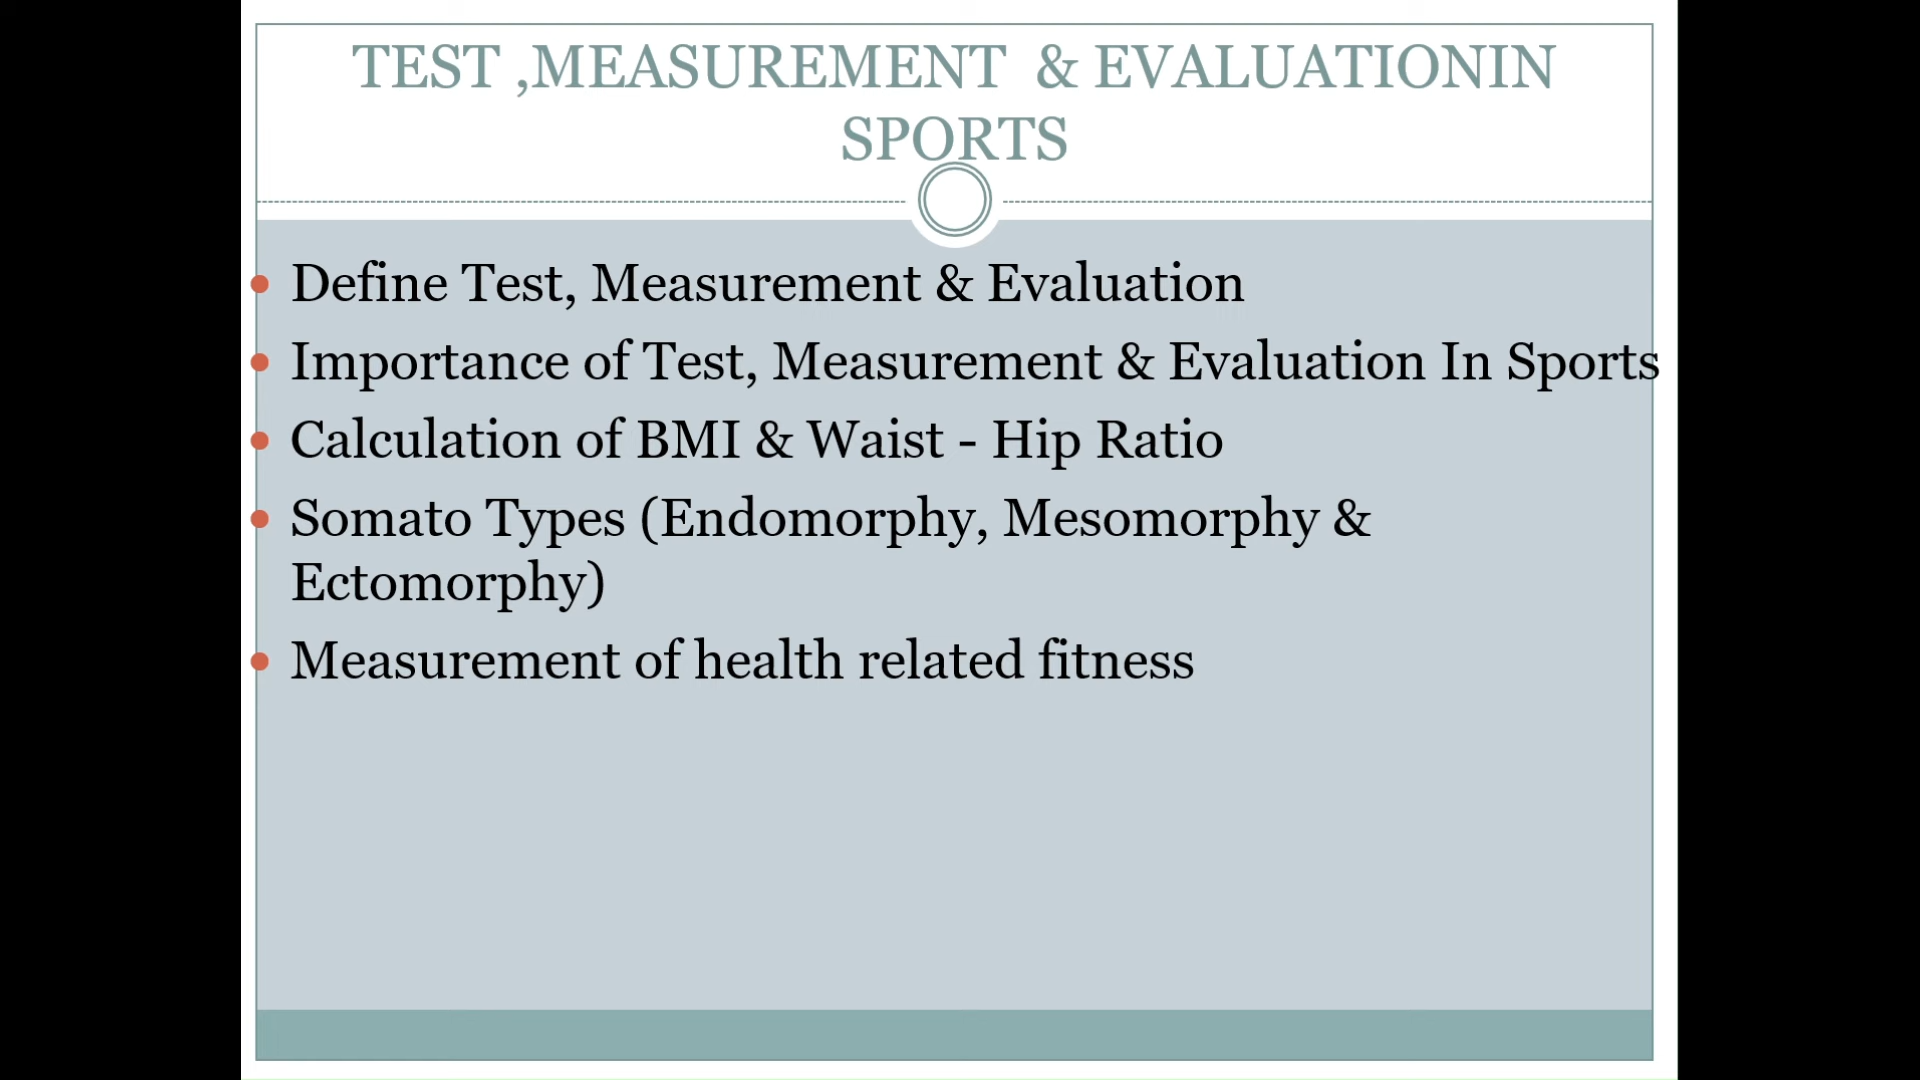 TEST ,MEASUREMENT & EVALUATIONIN
SPORTS
• Define Test, Measurement & Evaluation
• Importance of Test, Measurement & Evaluation In Sports
• Calculation of BMI & Waist - Hip Ratio
• Somato Types (Endomorphy, Mesomorphy &
Ectomorphy)
• Measurement of health related fitness